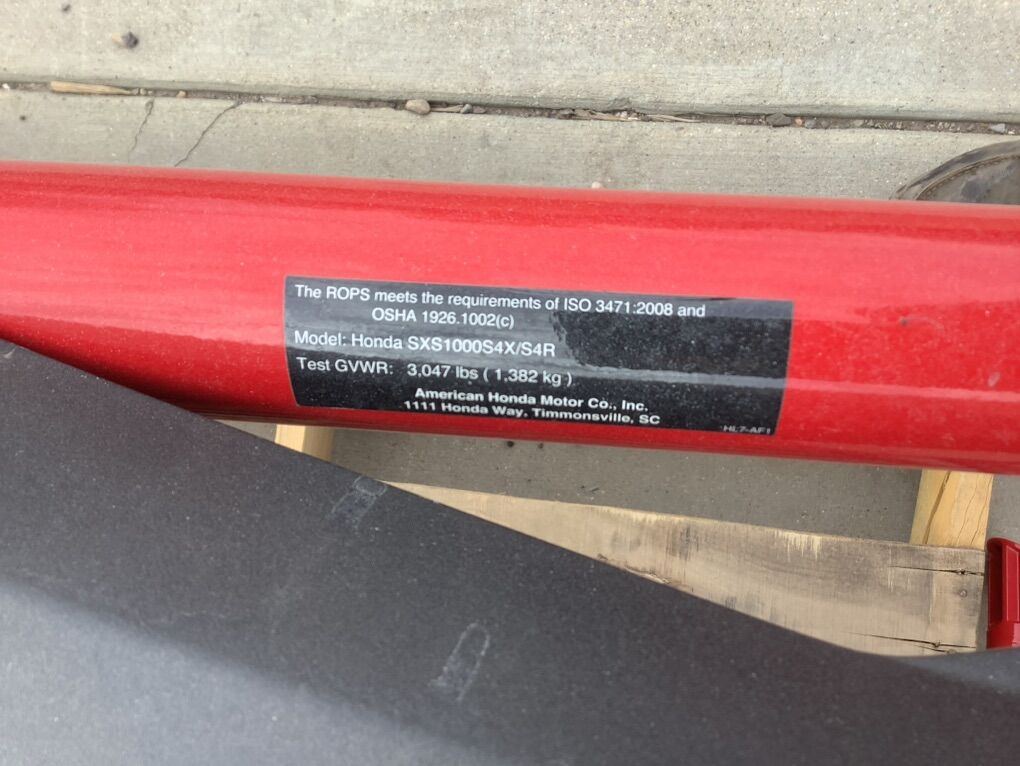 The ROPS meets the requirements of ISO 3471:2008 and
OSHA 1926.1002(c)
Model: Honda SXS1000S4X/S4R
Test GVWR: 3,047 lbs ( 1,382 kg )
American Honda Motor Co., Inc.
1111 Honda Way, Timmonsville, SC
HL7-AF1